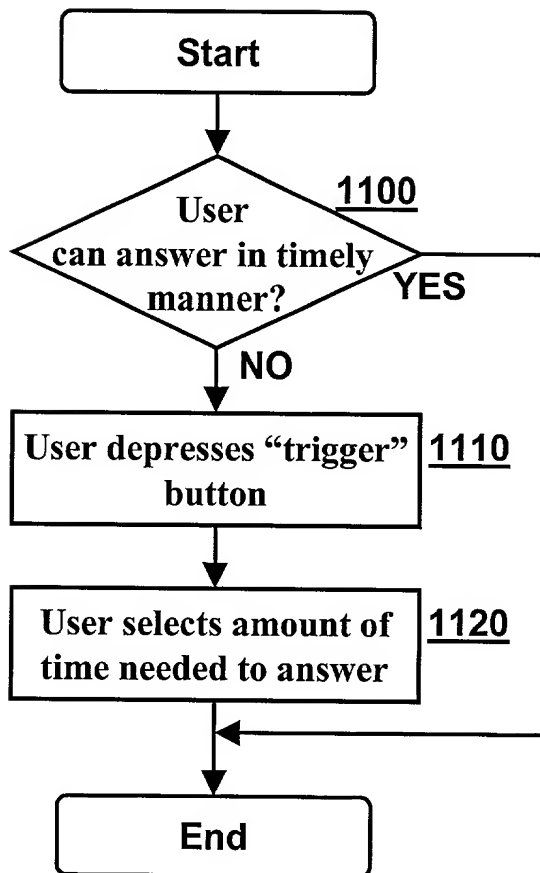 Start
1100
User
can answer in timely
manner?
YES
NO
User depresses “trigger”
button
1110
User selects amount of
time needed to answer
1120
End